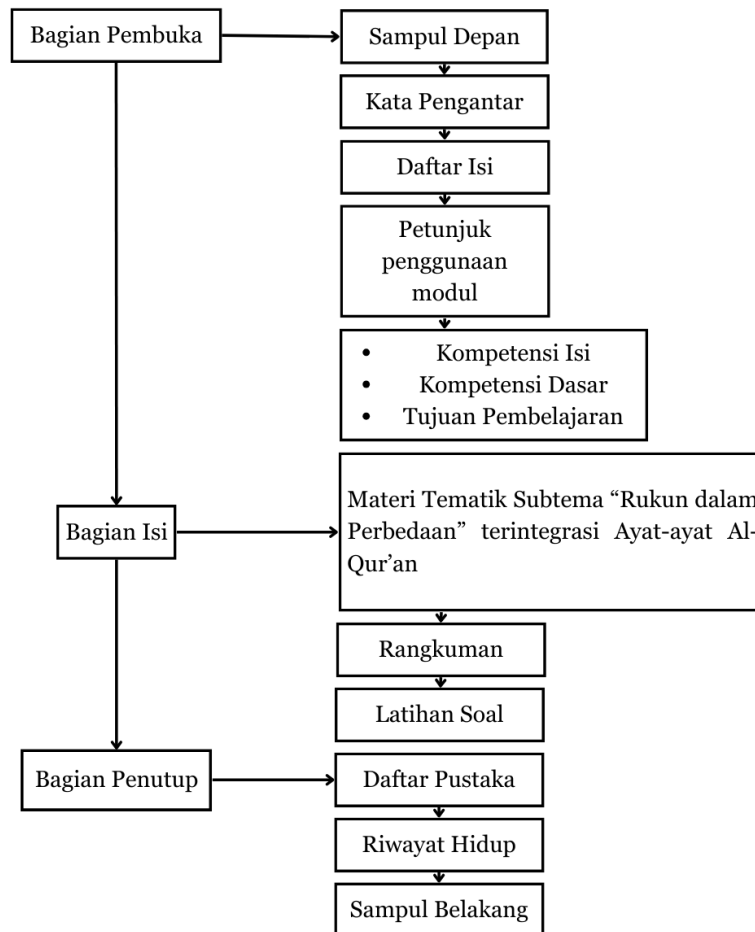 Bagian Pembuka
Sampul Depan
Kata Pengantar
Daftar Isi
Petunjuk
penggunaan
modul
• Kompetensi Isi
• Kompetensi Dasar
• Tujuan Pembelajaran
Bagian Isi
Materi Tematik Subtema “Rukun dalam
Perbedaan” terintegrasi Ayat-ayat Al-
Qur’an
Rangkuman
Latihan Soal
Bagian Penutup
Daftar Pustaka
Riwayat Hidup
Sampul Belakang